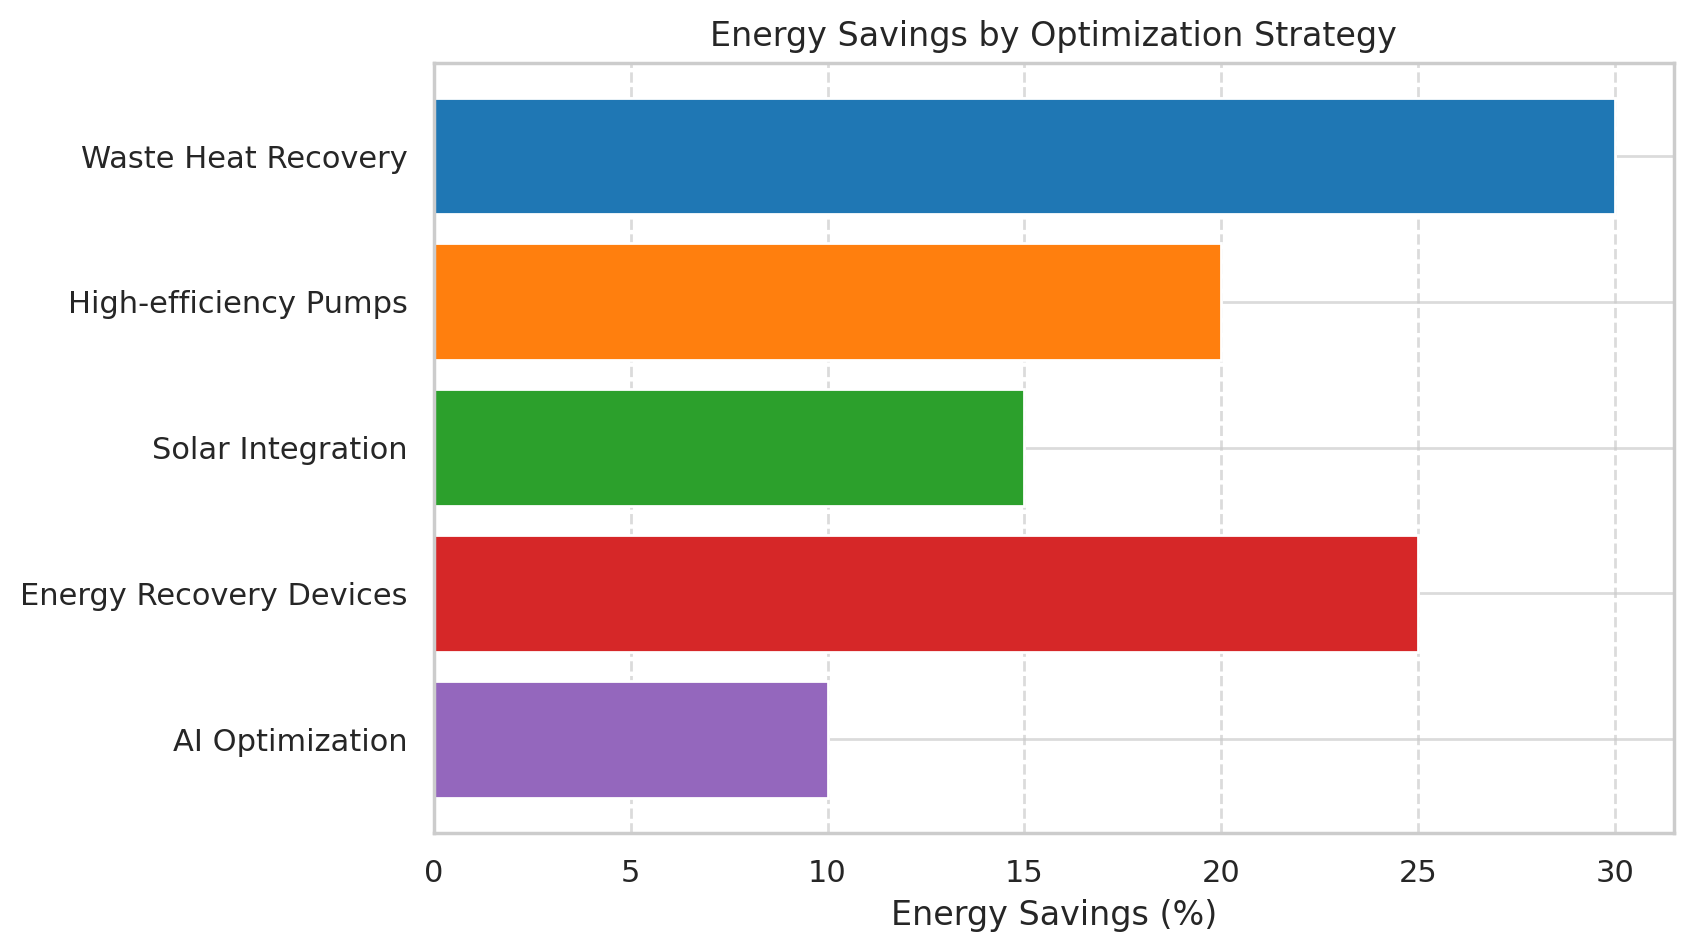 Energy Savings by Optimization Strategy
Waste Heat Recovery
High-efficiency Pumps
Solar Integration
Energy Recovery Devices
AI Optimization
0 5 10 15 20 25 30
Energy Savings (%)